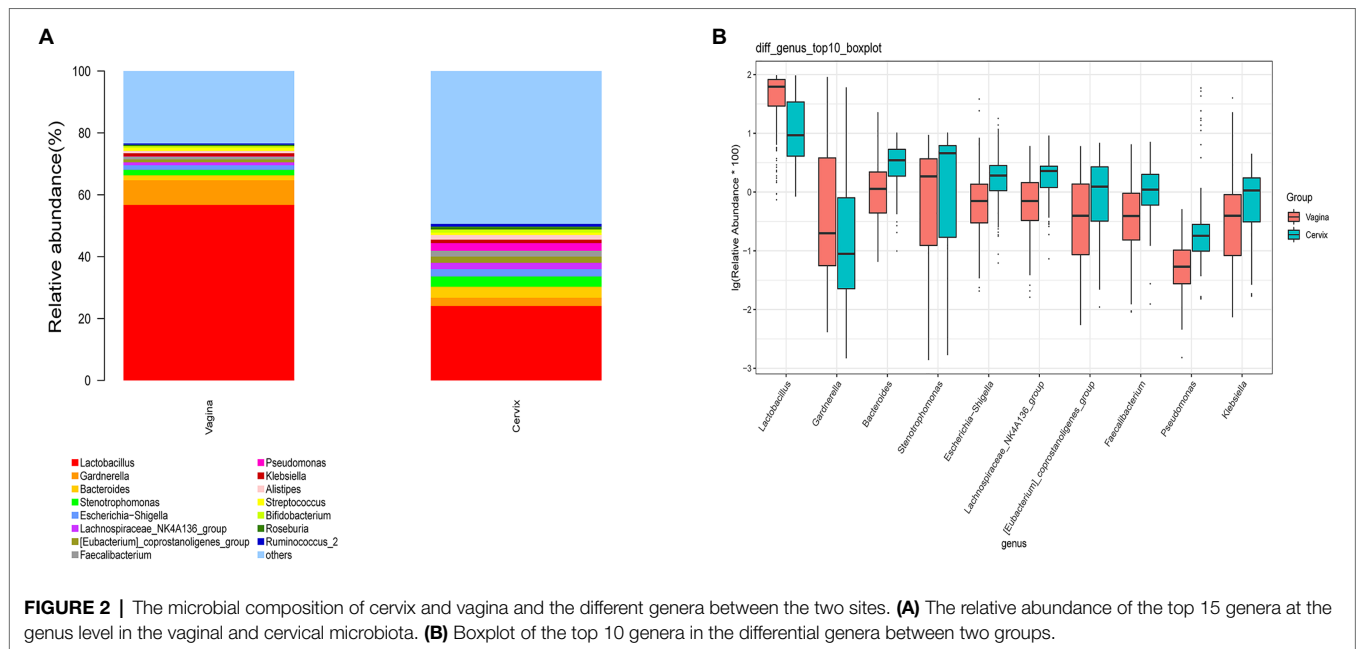 A
Relative abundance(%)
100
80
60
40
20
0
Vagina
Cervix
Lactobacillus
Gardnerella
Bacteroides
Stenotrophomonas
Escherichia−Shigella
Lachnospiraceae_NK4A136_group
[Eubacterium]_coprostanoligenes_group
Faecalibacterium
Pseudomonas
Klebsiella
Alistipes
Streptococcus
Bifidobacterium
Roseburia
Ruminococcus_2
others
B
diff_genus_top10_boxplot
lg(Relative Abundance * 100)
2
1
0
−1
−2
−3
Lactobacillus
Gardnerella
Bacteroides
Stenotrophomonas
Escherichia−Shigella
Lachnospiraceae_NK4A136_group
[Eubacterium]_coprostanoligenes_group
Faecalibacterium
Pseudomonas
Klebsiella
genus
Group
Vagina
Cervix
FIGURE 2 | The microbial composition of cervix and vagina and the different genera between the two sites. (A) The relative abundance of the top 15 genera at the
genus level in the vaginal and cervical microbiota. (B) Boxplot of the top 10 genera in the differential genera between two groups.